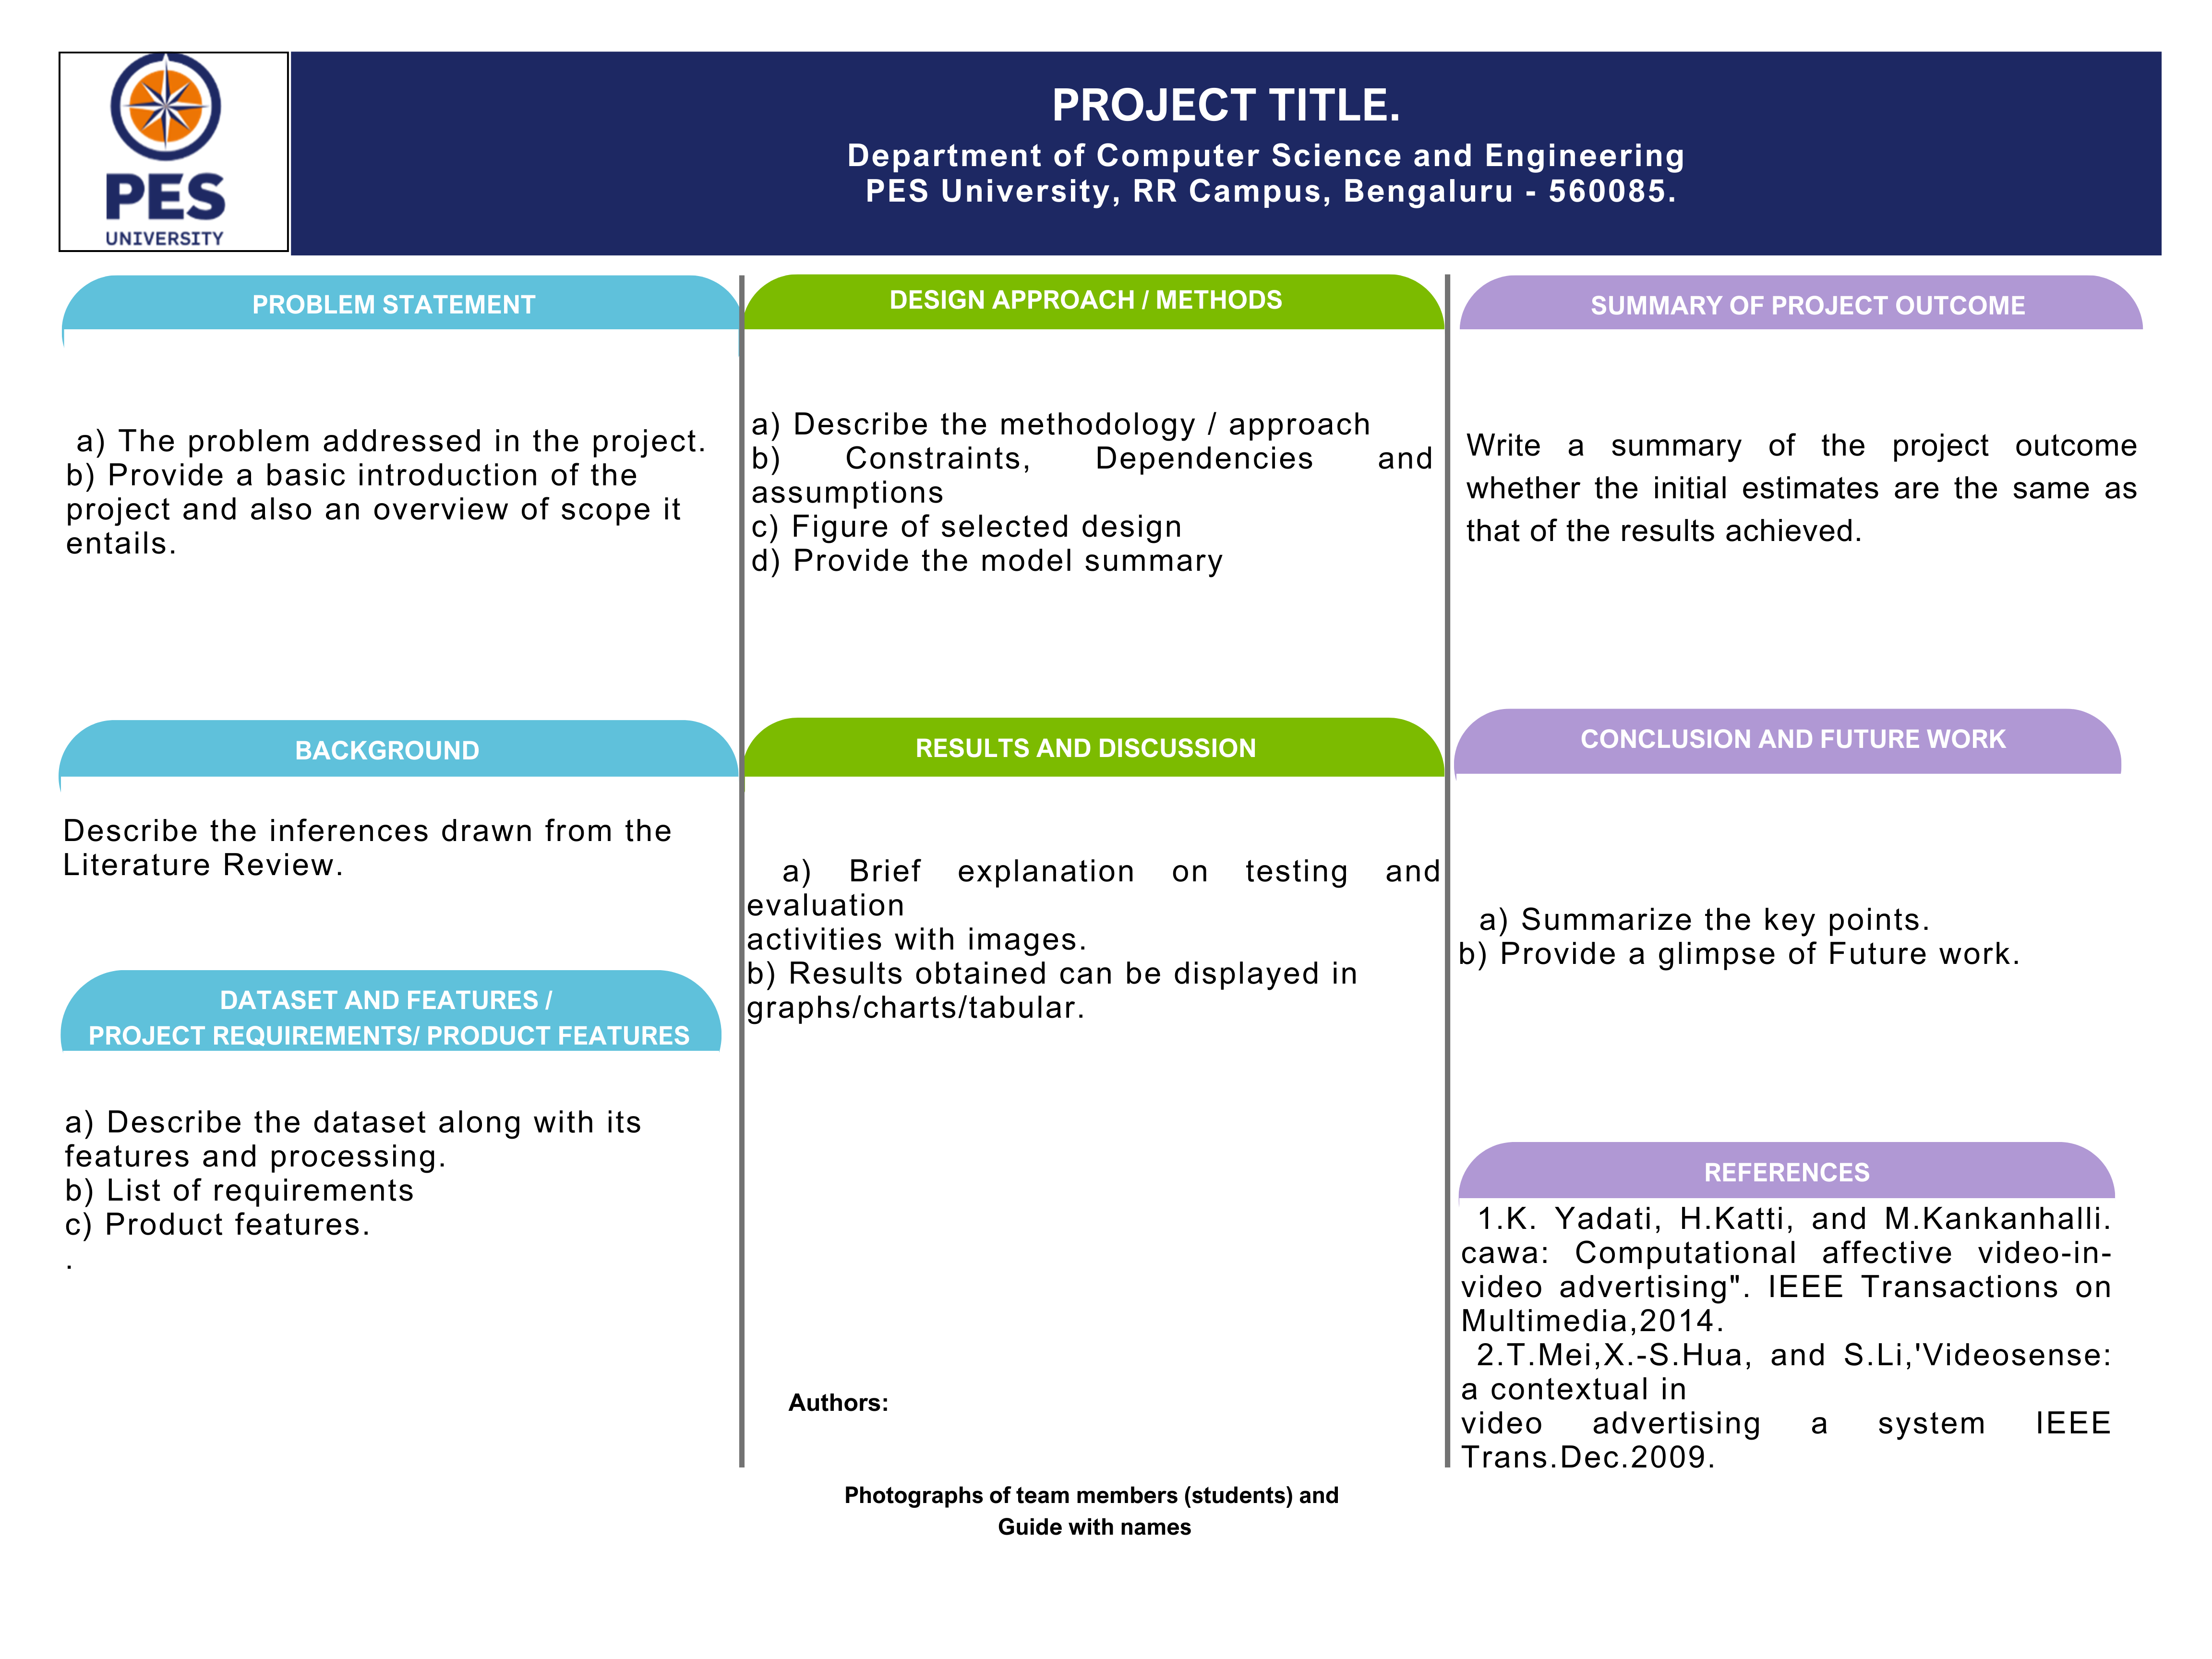 PES
UNIVERSITY
PROJECT TITLE.
Department of Computer Science and Engineering
PES University, RR Campus, Bengaluru - 560085.
PROBLEM STATEMENT
a) The problem addressed in the project.
b) Provide a basic introduction of the
project and also an overview of scope it
entails.
BACKGROUND
Describe the inferences drawn from the
Literature Review.
DATASET AND FEATURES /
PROJECT REQUIREMENTS/ PRODUCT FEATURES
a) Describe the dataset along with its
features and processing.
b) List of requirements
c) Product features.
.
DESIGN APPROACH / METHODS
a) Describe the methodology / approach
b) Constraints, Dependencies and
assumptions
c) Figure of selected design
d) Provide the model summary
RESULTS AND DISCUSSION
a) Brief explanation on testing and
evaluation
activities with images.
b) Results obtained can be displayed in
graphs/charts/tabular.
Authors:
Photographs of team members (students) and
Guide with names
SUMMARY OF PROJECT OUTCOME
Write a summary of the project outcome
whether the initial estimates are the same as
that of the results achieved.
CONCLUSION AND FUTURE WORK
a) Summarize the key points.
b) Provide a glimpse of Future work.
REFERENCES
1.K. Yadati, H.Katti, and M.Kankanhalli.
cawa: Computational affective video-in-
video advertising". IEEE Transactions on
Multimedia,2014.
2.T.Mei,X.-S.Hua, and S.Li,'Videosense:
a contextual in
video advertising a system IEEE
Trans.Dec.2009.